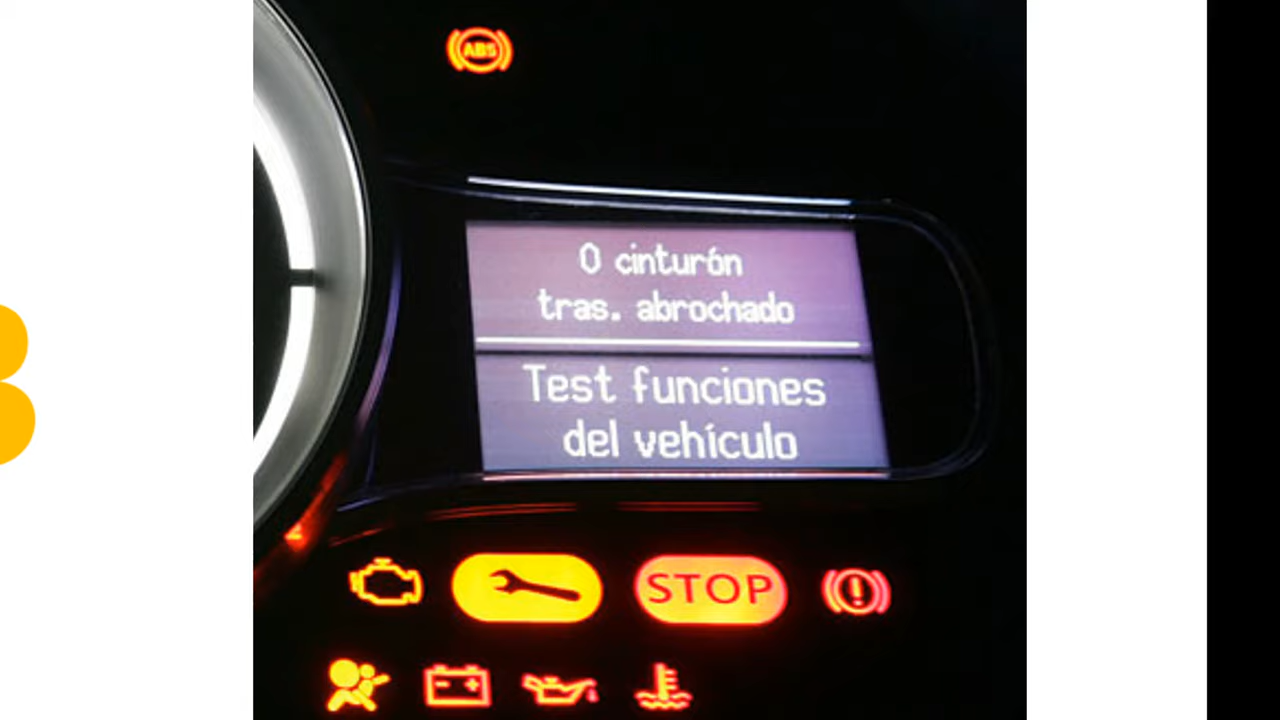 ABS
0 cinturón
tras. abrochado
Test funciones
del vehículo
STOP